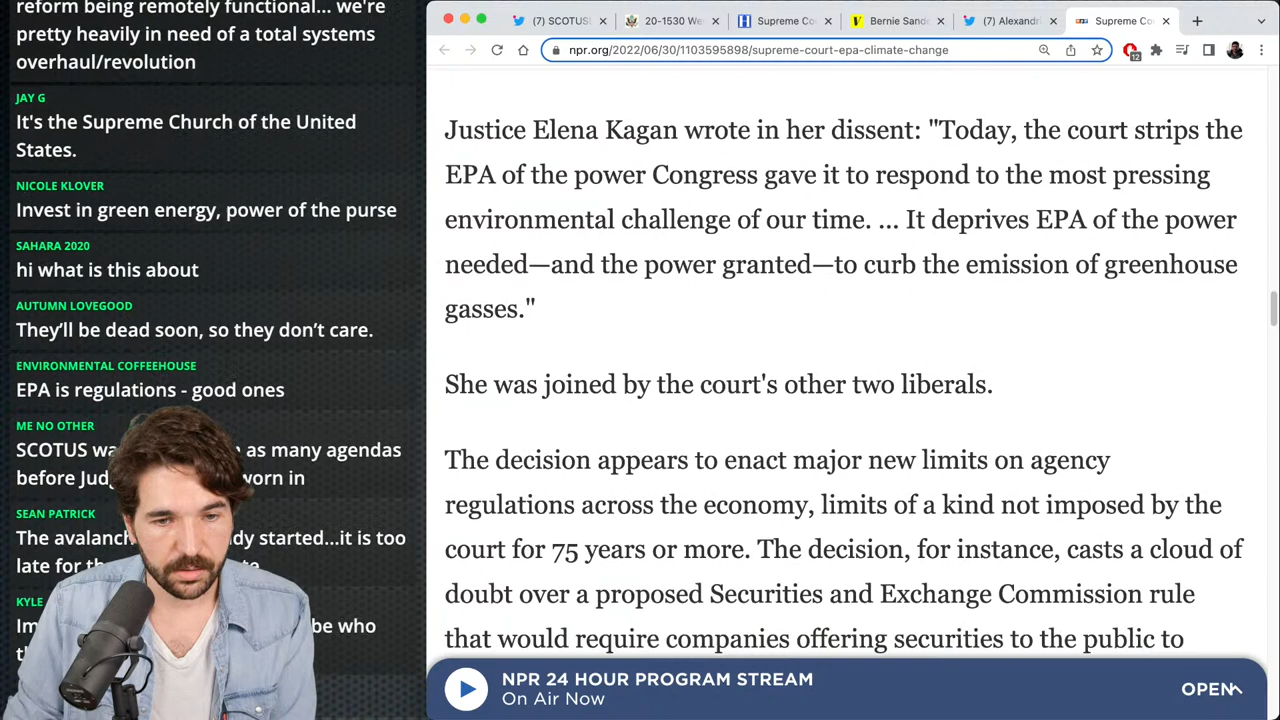 reform being remotely functional... we're
pretty heavily in need of a total systems
overhaul/revolution
JAY G
It's the Supreme Church of the United
States.
NICOLE KLOVER
Invest in green energy, power of the purse
SAHARA 2020
hi what is this about
AUTUMN LOVEGOOD
They'll be dead soon, so they don't care.
ENVIRONMENTAL COFFEEHOUSE
EPA is regulations - good ones
ME NO OTHER
SCOTUS as many agendas
before worn in
SEAN PATRICK
The started...it is too
late for
KYLE
be who
(7) SCOTUS
20-1530 We
Supreme Co
Bernie Sand
(7) Alexandri
Supreme C
npr.org/2022/06/30/1103595898/supreme-court-epa-climate-change
12
Justice Elena Kagan wrote in her dissent: "Today, the court strips the
EPA of the power Congress gave it to respond to the most pressing
environmental challenge of our time. ... It deprives EPA of the power
needed—and the power granted—to curb the emission of greenhouse
gasses."
She was joined by the court's other two liberals.
The decision appears to enact major new limits on agency
regulations across the economy, limits of a kind not imposed by the
court for 75 years or more. The decision, for instance, casts a cloud of
doubt over a proposed Securities and Exchange Commission rule
that would require companies offering securities to the public to
NPR 24 HOUR PROGRAM STREAM
On Air Now
OPEN